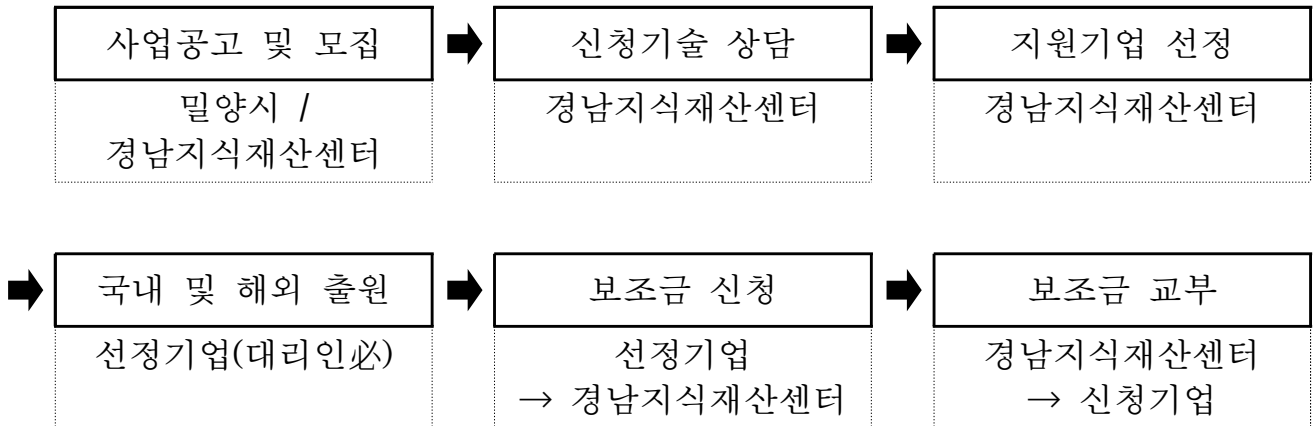 사업공고 및 모집
신청기술 상담
지원기업 선정
밀양시 /
경남지식재산센터
경남지식재산센터
경남지식재산센터
국내 및 해외 출원
보조금 신청
보조금 교부
선정기업(대리인必)
선정기업
→ 경남지식재산센터
경남지식재산센터
→ 신청기업